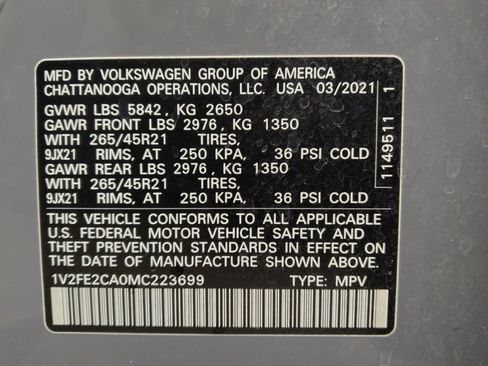 MFD BY VOLKSWAGEN GROUP OF AMERICA
CHATTANOOGA OPERATIONS, LLC. USA 03/2021
GVWR LBS 5842, KG 2650
GAWR FRONT LBS 2976, KG 1350
WITH 265/45R21 TIRES,
9JX21 RIMS, AT 250 KPA, 36 PSI COLD
GAWR REAR LBS 2976, KG 1350
WITH 265/45R21 TIRES,
9JX21 RIMS, AT 250 KPA, 36 PSI COLD
THIS VEHICLE CONFORMS TO ALL APPLICABLE
U.S. FEDERAL MOTOR VEHICLE SAFETY AND
THEFT PREVENTION STANDARDS IN EFFECT ON
THE DATE OF MANUFACTURE SHOWN ABOVE
1V2FE2CA0MC223699 TYPE: MPV
1149511 1